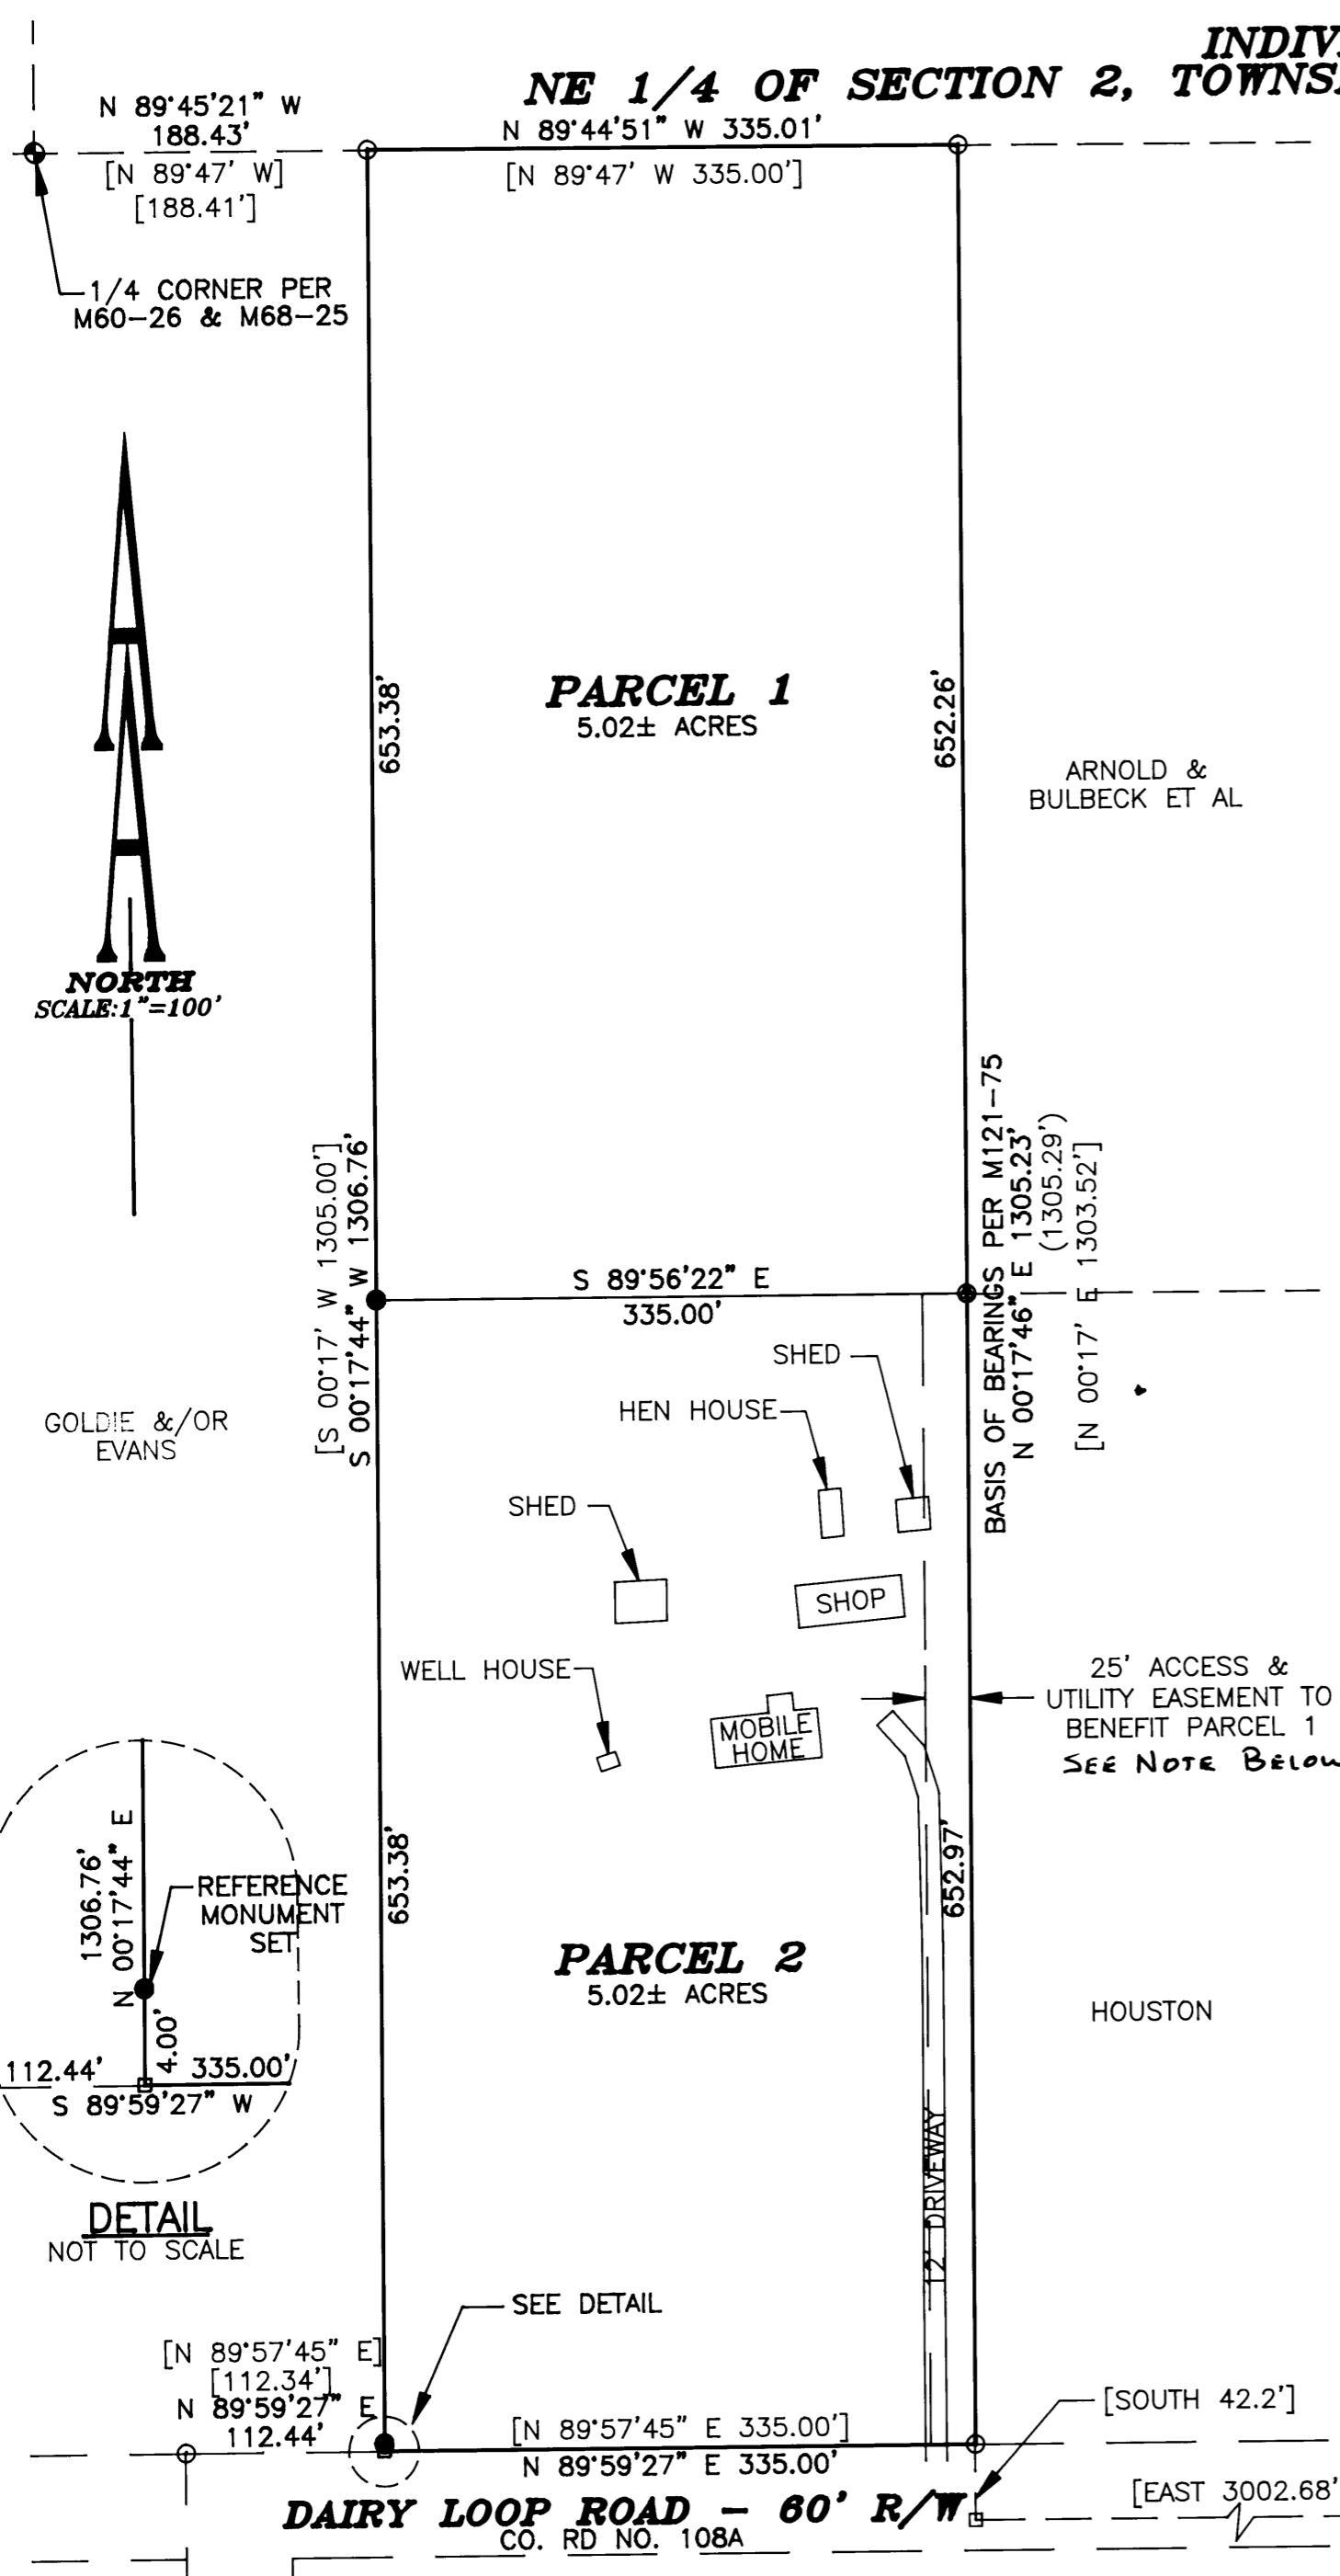 INDIV
NE 1/4 OF SECTION 2, TOWNS
N 89°45'21" W
188.43'
[N 89°47' W]
[188.41']
N 89°44'51" W 335.01'
[N 89°47' W 335.00']
1/4 CORNER PER
M60-26 & M68-25
NORTH
SCALE:1"=100'
653.38'
PARCEL 1
5.02± ACRES
652.26'
ARNOLD &
BULBECK ET AL
[S 00°17' W 1305.00']
S 00°17'44" W 1306.76'
BASIS OF BEARINGS PER M121-75
N 00°17'46" E 1305.23'
(1305.29')
[N 00°17' E 1303.52']
S 89°56'22" E
335.00'
GOLDIE &/OR
EVANS
SHED
HEN HOUSE
SHED
SHOP
WELL HOUSE
MOBILE
HOME
25' ACCESS &
UTILITY EASEMENT TO
BENEFIT PARCEL 1
SEE NOTE BELOW
1306.76'
N 00°17'44" E
REFERENCE
MONUMENT
SET
4.00'
112.44'
335.00'
S 89°59'27" W
DETAIL
NOT TO SCALE
653.38'
652.97'
PARCEL 2
5.02± ACRES
HOUSTON
12' DRIVEWAY
SEE DETAIL
[N 89°57'45" E]
[112.34']
N 89°59'27" E
112.44'
[N 89°57'45" E 335.00']
N 89°59'27" E 335.00'
[SOUTH 42.2']
[EAST 3002.68'
DAIRY LOOP ROAD - 60' R/W
CO. RD NO. 108A